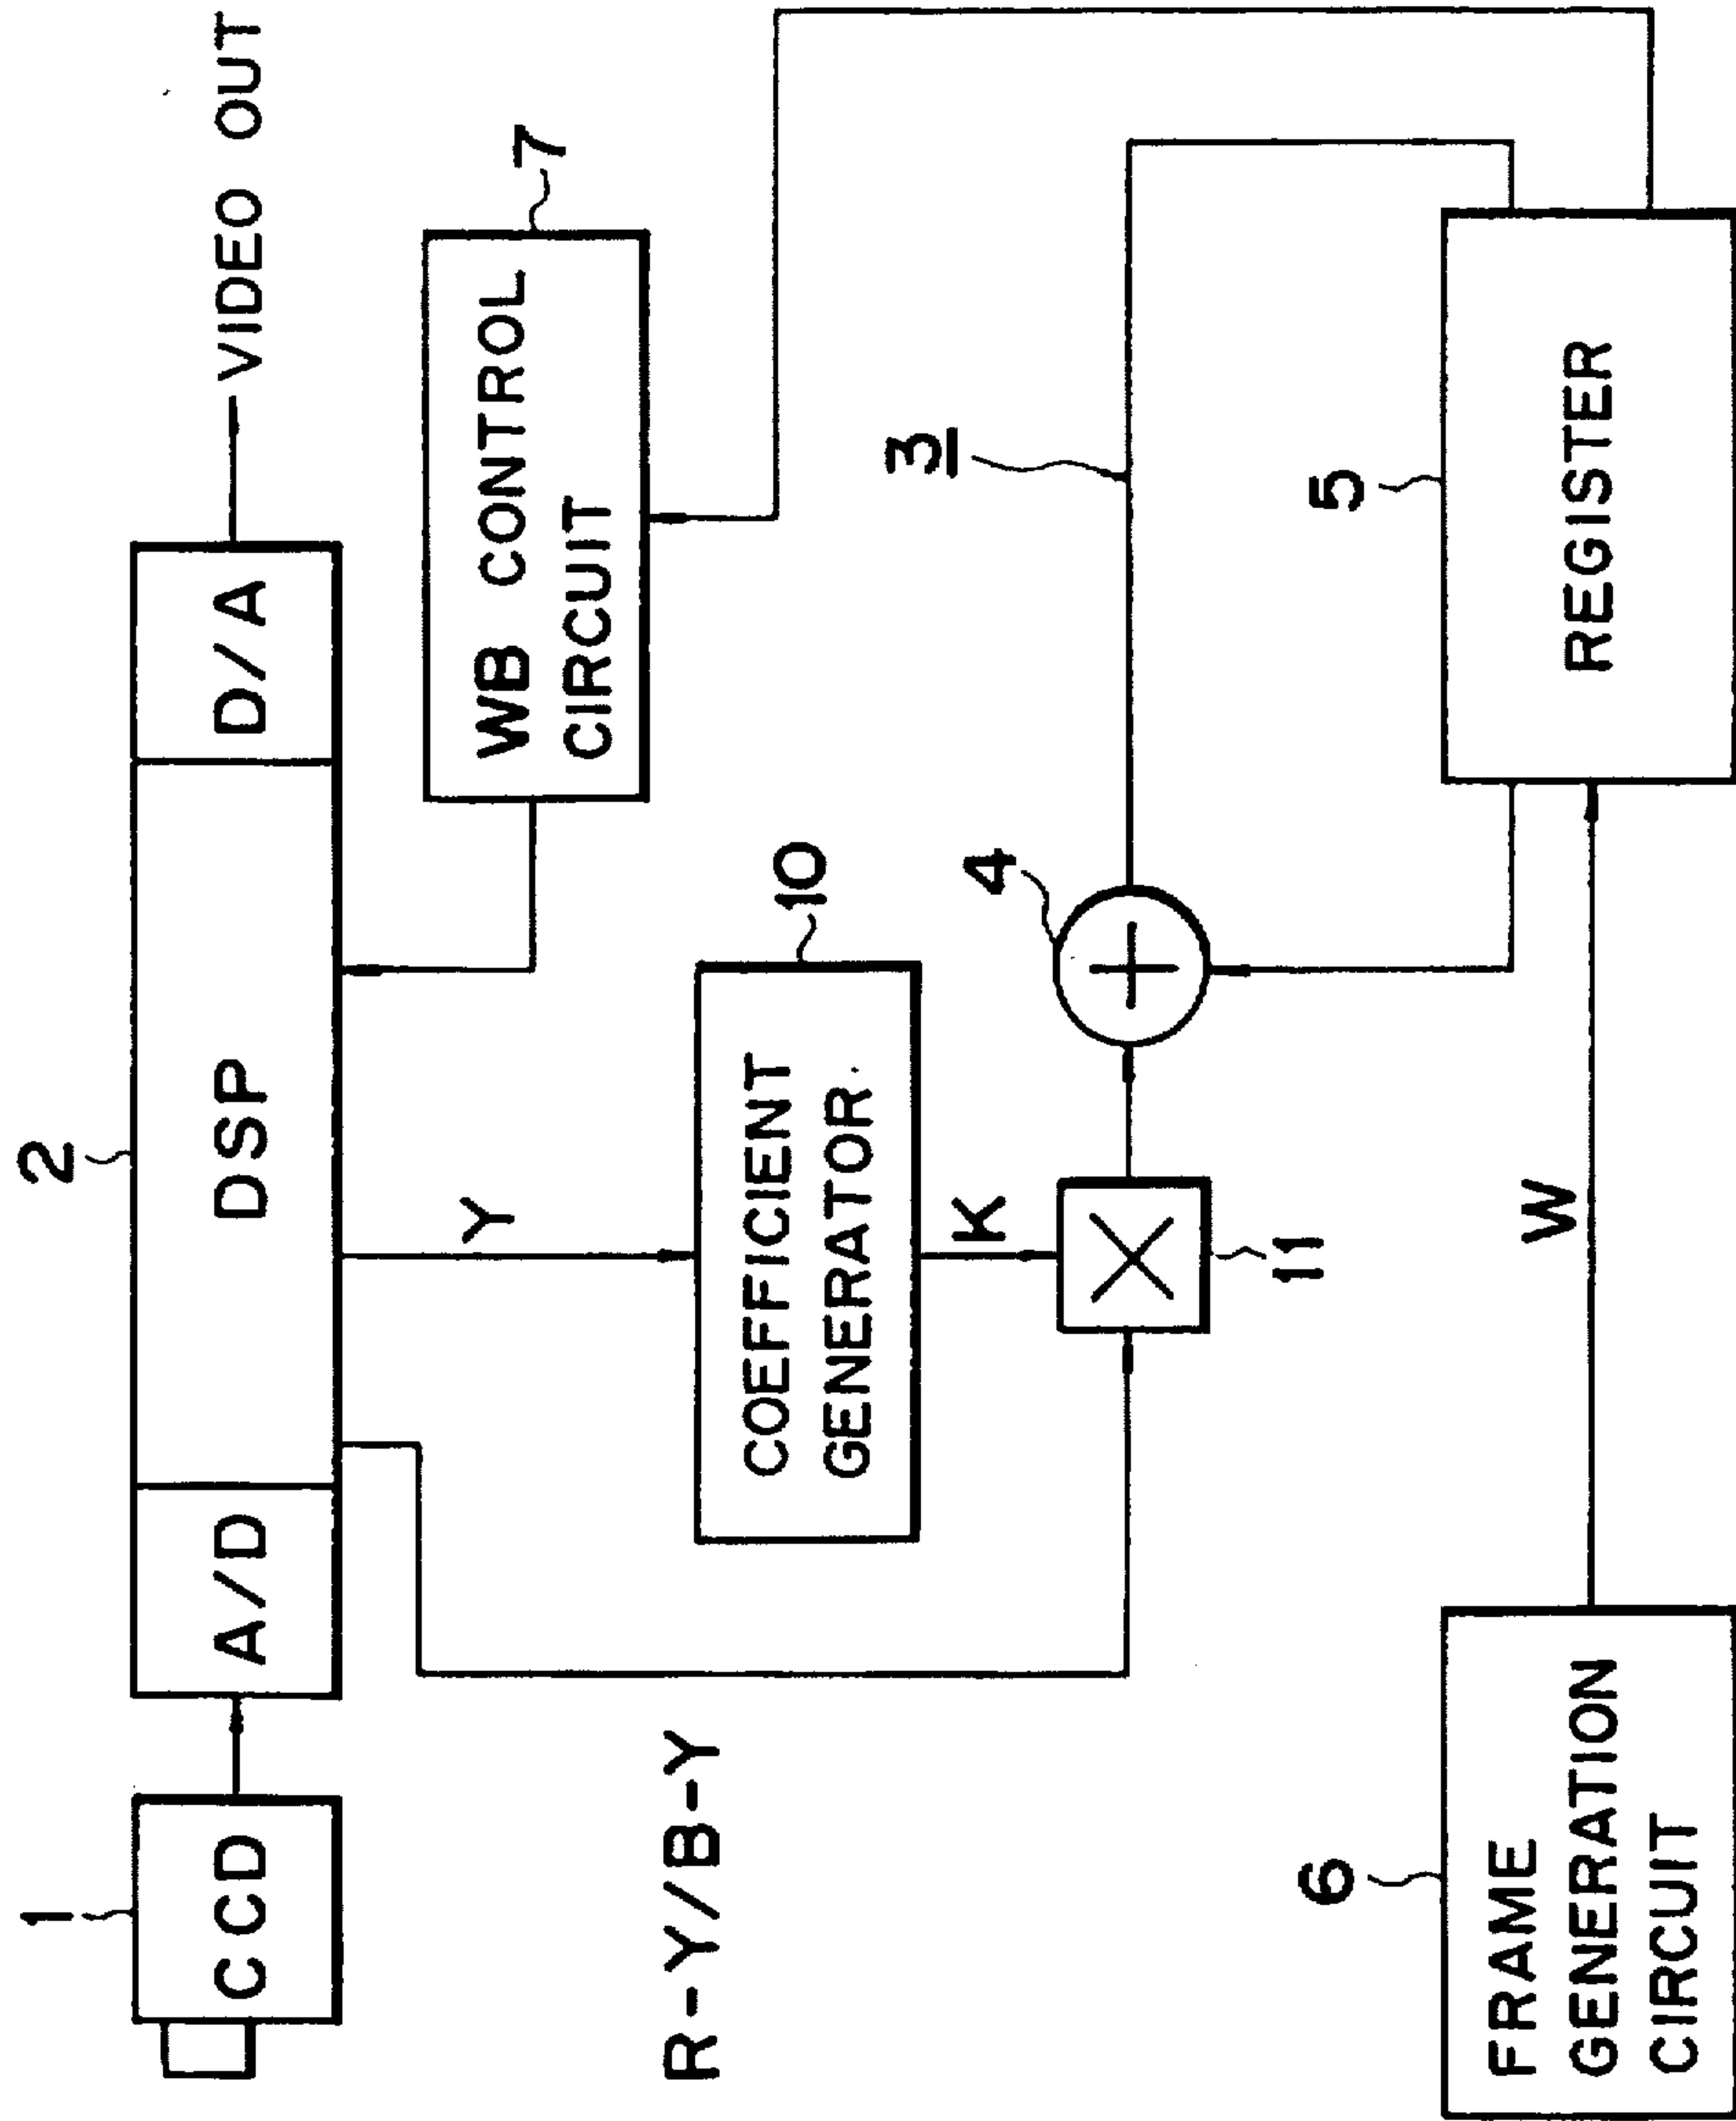 1
2
CCD
A/D
DSP
D/A
VIDEO OUT
7
WB CONTROL
CIRCUIT
Y
R-Y/B-Y
10
COEFFICIENT
GENERATOR
3
K
4
11
5
REGISTER
6
W
FRAME
GENERATION
CIRCUIT